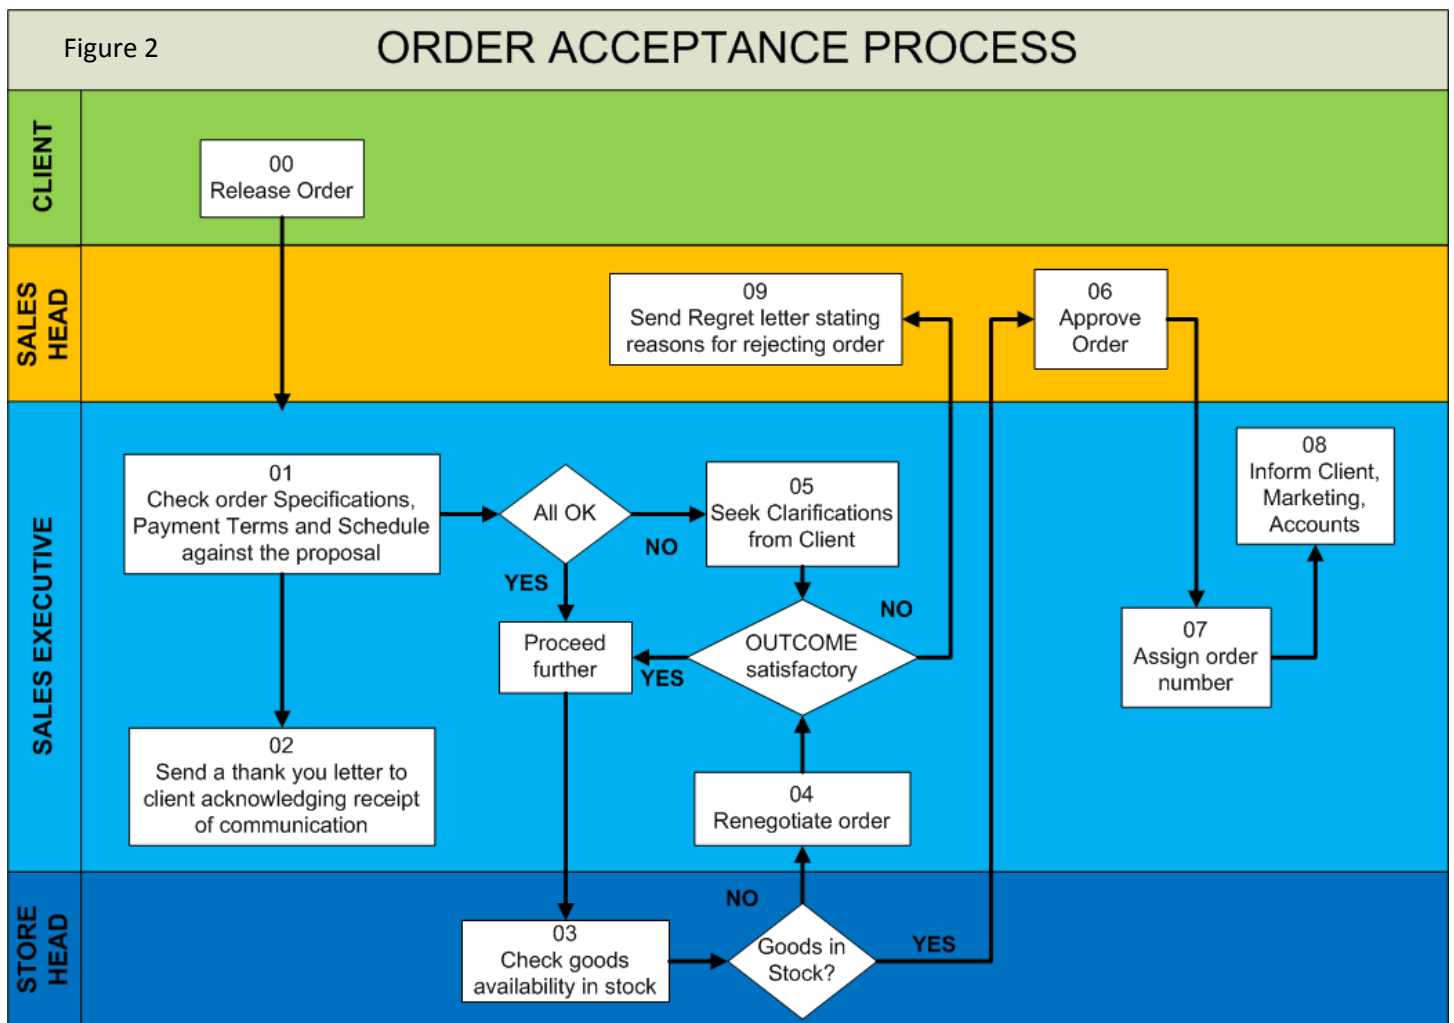 Figure 2
ORDER ACCEPTANCE PROCESS
CLIENT
00
Release Order
SALES
HEAD
09
Send Regret letter stating
reasons for rejecting order
06
Approve
Order
SALES EXECUTIVE
01
Check order Specifications,
Payment Terms and Schedule
against the proposal
All OK
NO
YES
05
Seek Clarifications
from Client
08
Inform Client,
Marketing,
Accounts
Proceed
further
YES
OUTCOME
satisfactory
NO
07
Assign order
number
02
Send a thank you letter to
client acknowledging receipt
of communication
04
Renegotiate order
STORE
HEAD
03
Check goods
availability in stock
NO
Goods in
Stock?
YES